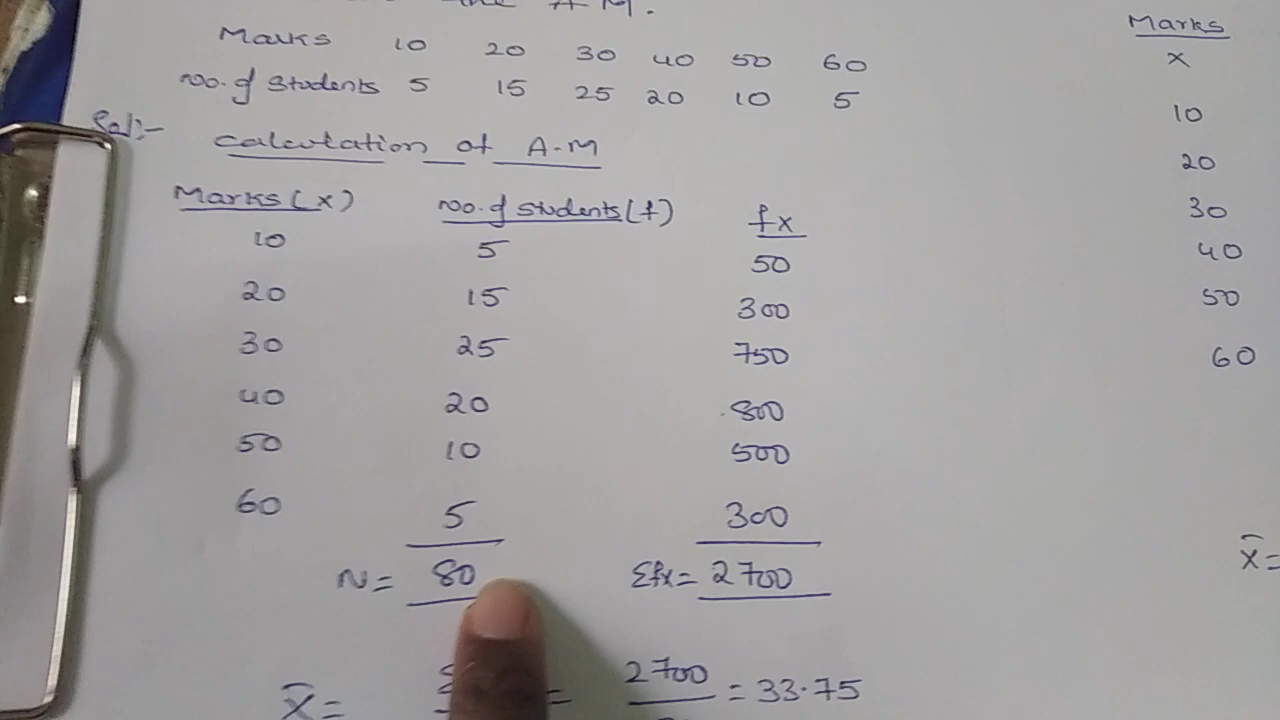 the A M.
Marks 10 20 30 40 50 60
No. of Students 5 15 25 20 10 5
Sol:-
Calculation of A.M
Marks (x) No. of Students (f) fx
10 5 50
20 15 300
30 25 750
40 20 800
50 10 500
60 5 300
N = 80 Σfx = 2700
x̄ = = 2700 = 33.75
Marks
x
10
20
30
40
50
60
x̄ =